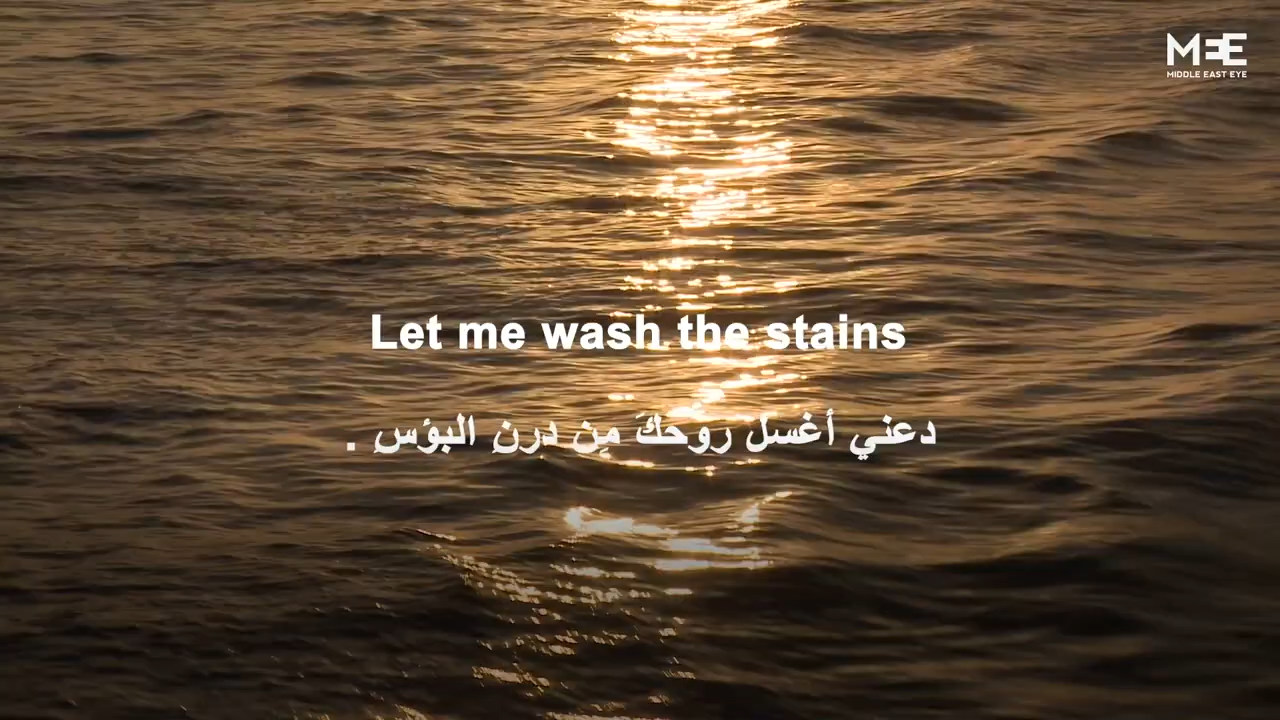 MEE
MIDDLE EAST EYE
Let me wash the stains
دعني أغسل روحكَ مِن درنِ البؤسِ .